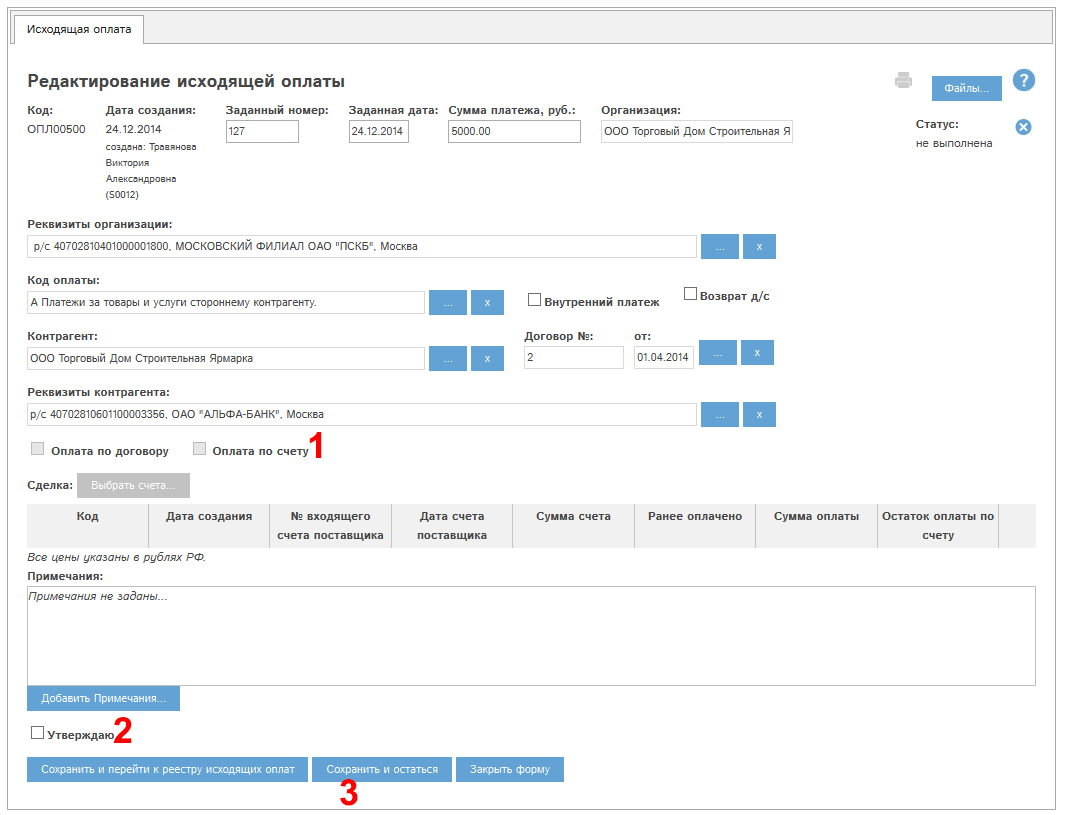 Исходящая оплата
Редактирование исходящей оплаты
Файлы...
?
Код:
ОПЛ00500
Дата создания:
24.12.2014
создана: Травянова
Виктория
Александровна
(S0012)
Заданный номер:
127
Заданная дата:
24.12.2014
Сумма платежа, руб.:
5000.00
Организация:
ООО Торговый Дом Строительная Я
Статус:
не выполнена
Реквизиты организации:
р/с 40702810401000001800, МОСКОВСКИЙ ФИЛИАЛ ОАО "ПСКБ", Москва
... x
Код оплаты:
А Платежи за товары и услуги стороннему контрагенту.
... x
Внутренний платеж
Возврат д/с
Контрагент:
ООО Торговый Дом Строительная Ярмарка
... x
Договор №:
2
от:
01.04.2014
... x
Реквизиты контрагента:
р/с 40702810601100003356, ОАО "АЛЬФА-БАНК", Москва
... x
Оплата по договору
Оплата по счету
1
Сделка:
Выбрать счета...
Код
Дата создания
№ входящего
счета поставщика
Дата счета
поставщика
Сумма счета
Ранее оплачено
Сумма оплаты
Остаток оплаты по
счету
Все цены указаны в рублях РФ.
Примечания:
Примечания не заданы...
Добавить Примечания...
Утверждаю
2
Сохранить и перейти к реестру исходящих оплат
Сохранить и остаться
Закрыть форму
3